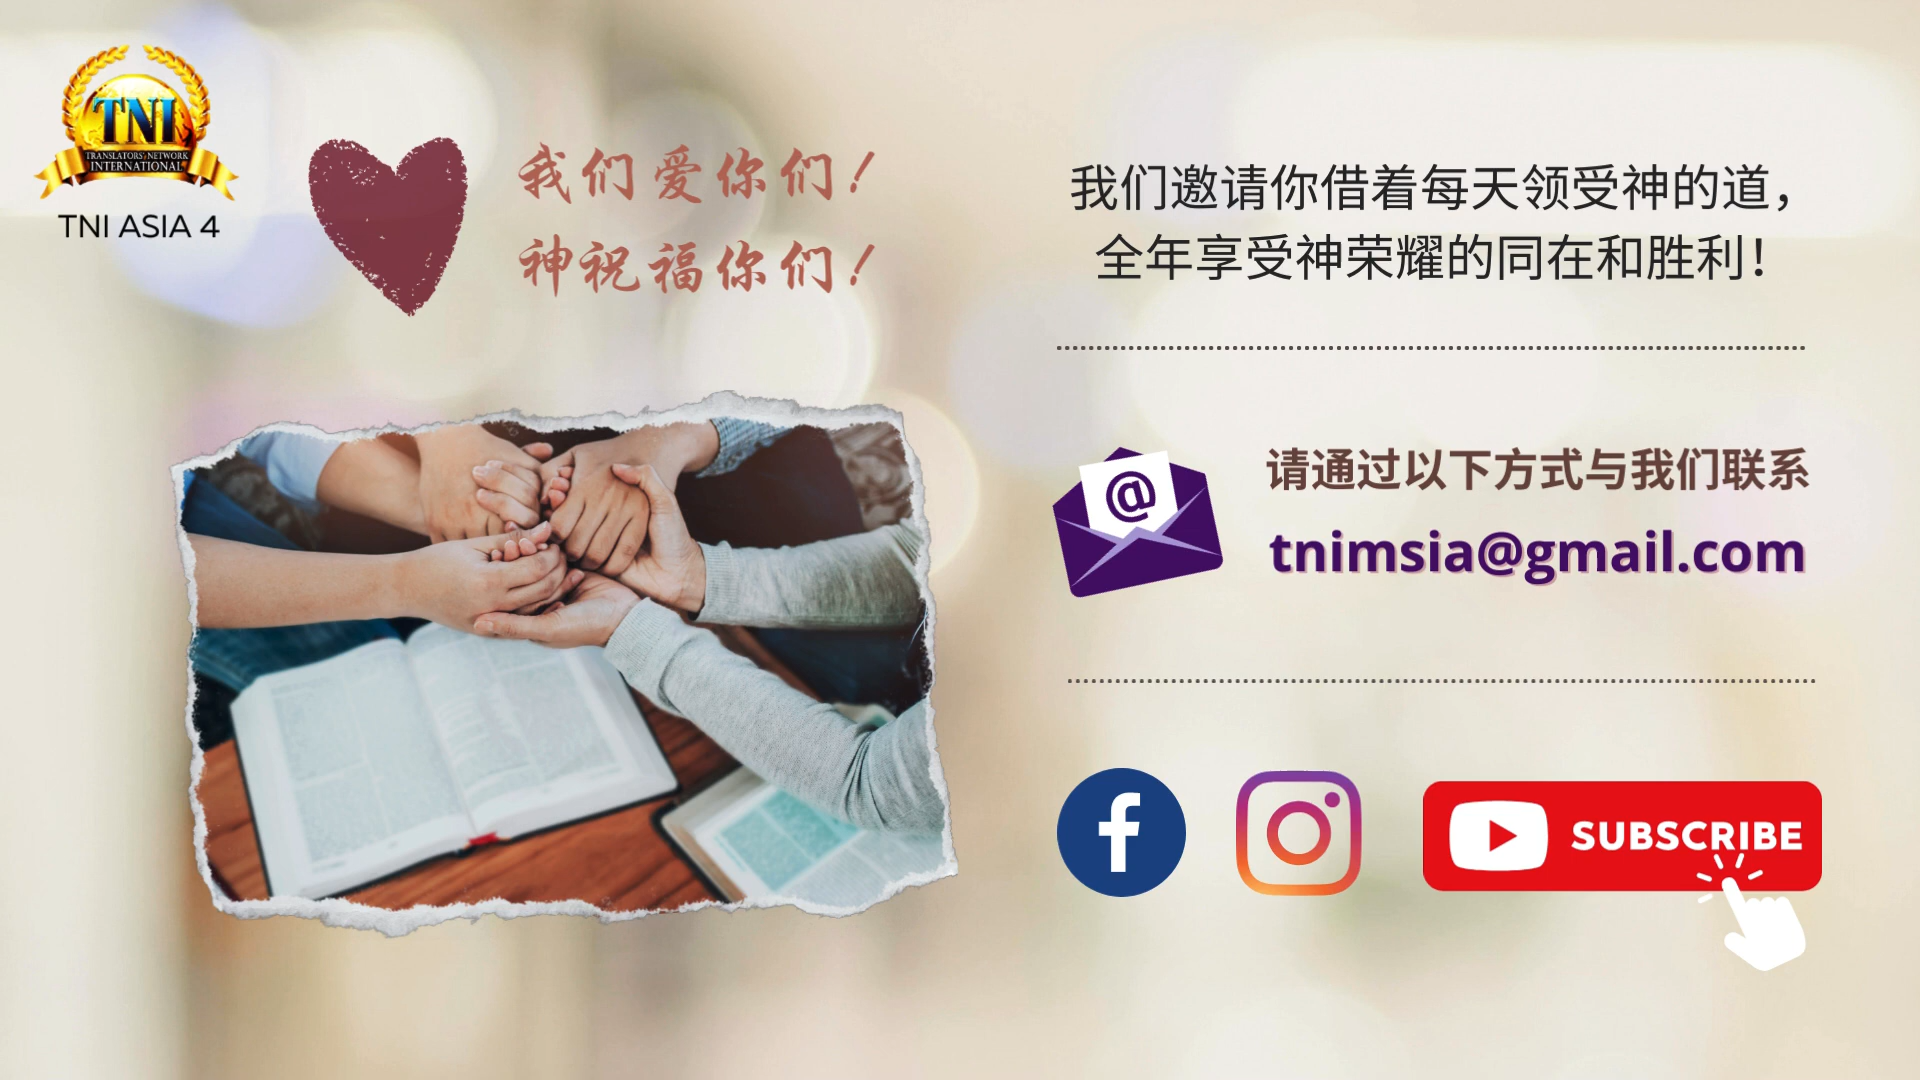 TNI
TRANSLATORS' NETWORK
INTERNATIONAL
TNI ASIA 4
我们爱你们！
神祝福你们！
我们邀请你借着每天领受神的道，
全年享受神荣耀的同在和胜利！
@
请通过以下方式与我们联系
tnimsia@gmail.com
SUBSCRIBE